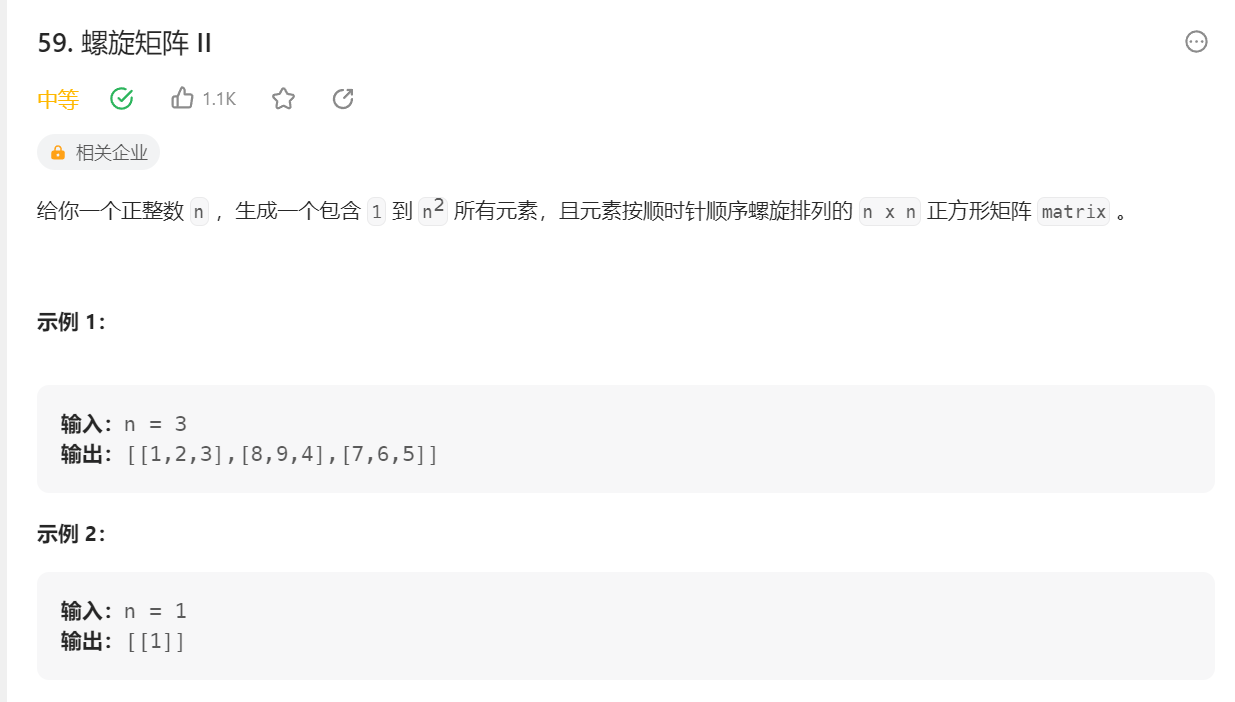 59. 螺旋矩阵 II
中等 1.1K
相关企业
给你一个正整数 n ，生成一个包含 1 到 n² 所有元素，且元素按顺时针顺序螺旋排列的 n x n 正方形矩阵 matrix 。
示例 1：
输入：n = 3
输出：[[1,2,3],[8,9,4],[7,6,5]]
示例 2：
输入：n = 1
输出：[[1]]